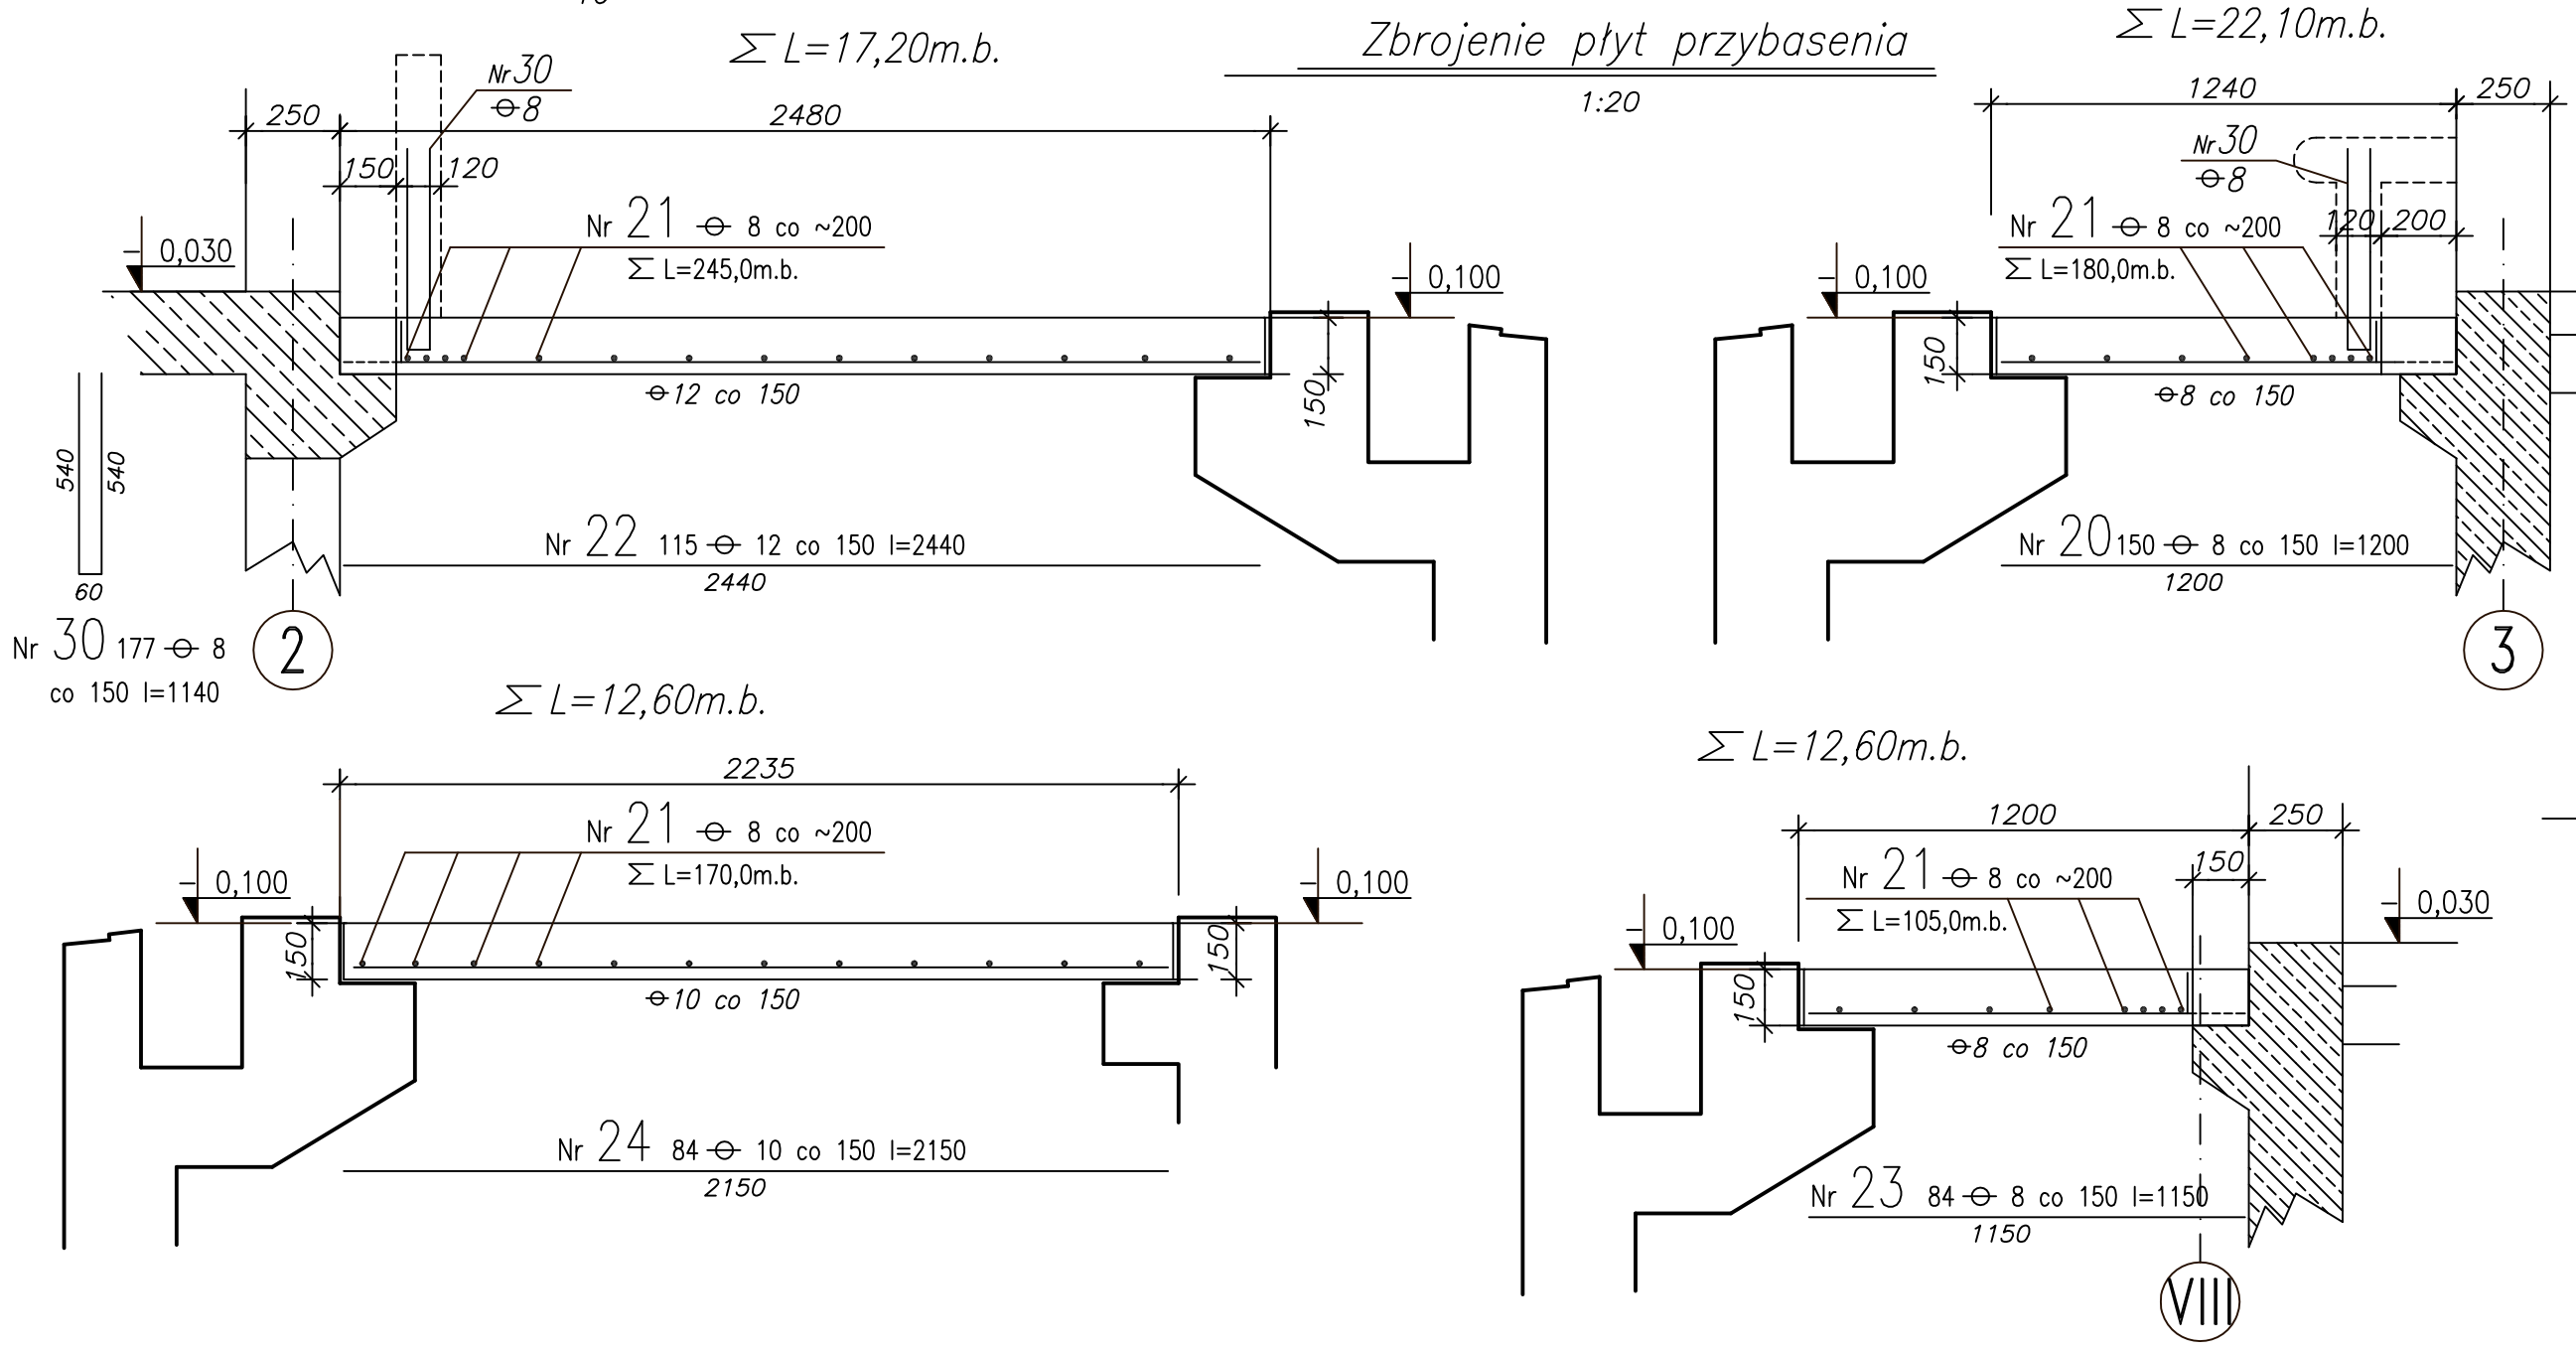 Σ L=17,20m.b.
Zbrojenie płyt przybasenia
1:20
Σ L=22,10m.b.
Nr 30
⌀8
250
2480
150
120
Nr 21 ⌀ 8 co ~200
Σ L=245,0m.b.
– 0,030
– 0,100
150
⌀12 co 150
540
540
60
Nr 22 115 ⌀ 12 co 150 l=2440
2440
Nr 30 177 ⌀ 8
co 150 l=1140
2
1240
250
Nr 30
⌀8
Nr 21 ⌀ 8 co ~200
Σ L=180,0m.b.
120
200
– 0,100
150
⌀8 co 150
Nr 20 150 ⌀ 8 co 150 l=1200
1200
3
Σ L=12,60m.b.
2235
Nr 21 ⌀ 8 co ~200
Σ L=170,0m.b.
– 0,100
– 0,100
150
150
⌀10 co 150
Nr 24 84 ⌀ 10 co 150 l=2150
2150
Σ L=12,60m.b.
1200
250
150
Nr 21 ⌀ 8 co ~200
Σ L=105,0m.b.
– 0,100
– 0,030
150
⌀8 co 150
Nr 23 84 ⌀ 8 co 150 l=1150
1150
VIII